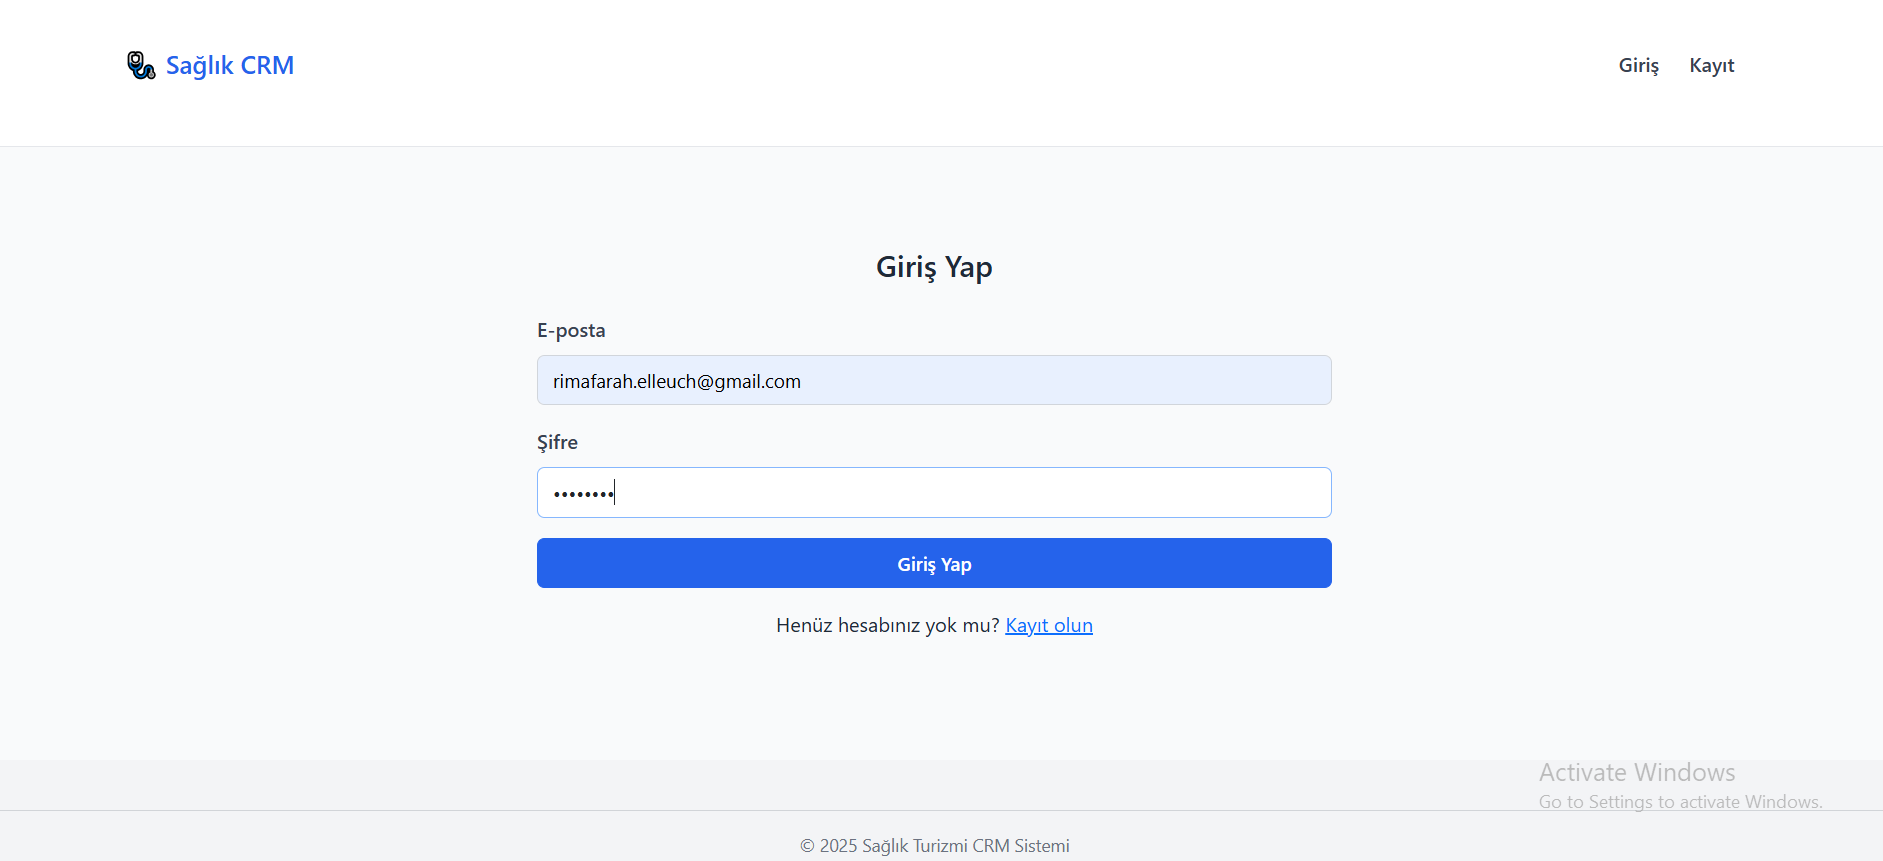 Sağlık CRM
Giriş Kayıt
Giriş Yap
E-posta
rimafarah.elleuch@gmail.com
Şifre
••••••••
Giriş Yap
Henüz hesabınız yok mu? Kayıt olun
Activate Windows
Go to Settings to activate Windows.
© 2025 Sağlık Turizmi CRM Sistemi